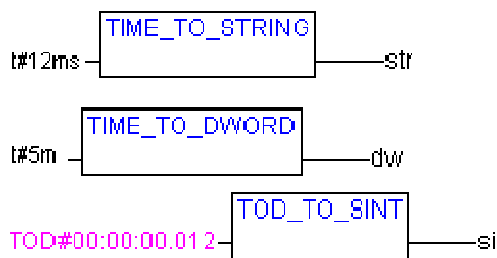 TIME_TO_STRING
t#12ms str
TIME_TO_DWORD
t#5m dw
TOD_TO_SINT
TOD#00:00:00.012 si